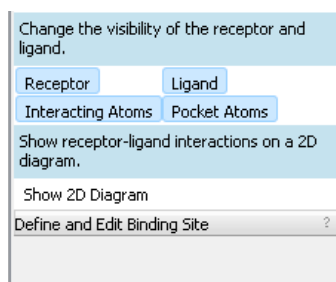 Change the visibility of the receptor and
ligand.
Receptor Ligand
Interacting Atoms Pocket Atoms
Show receptor-ligand interactions on a 2D
diagram.
Show 2D Diagram
Define and Edit Binding Site ?